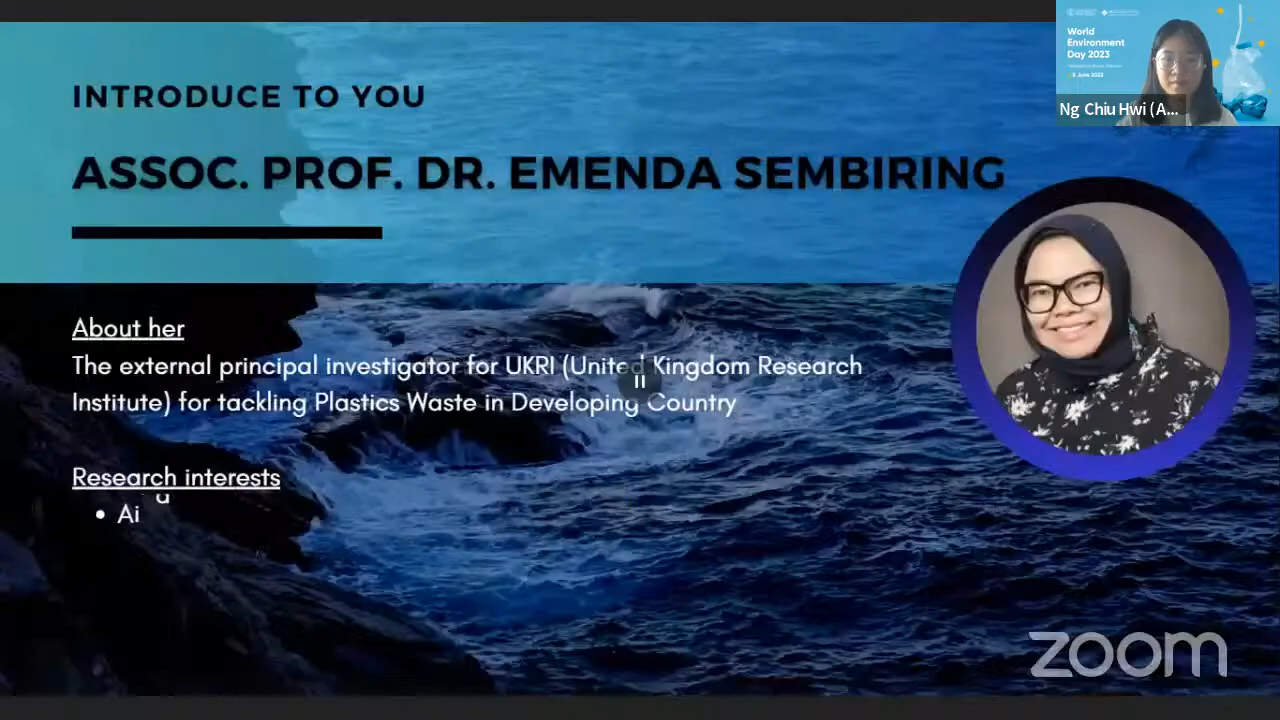 INTRODUCE TO YOU
ASSOC. PROF. DR. EMENDA SEMBIRING
About her
The external principal investigator for UKRI (United Kingdom Research
Institute) for tackling Plastics Waste in Developing Country
Research interests
• Ai
World
Environment
Day 2023
Ng Chiu Hwi (A...
zoom